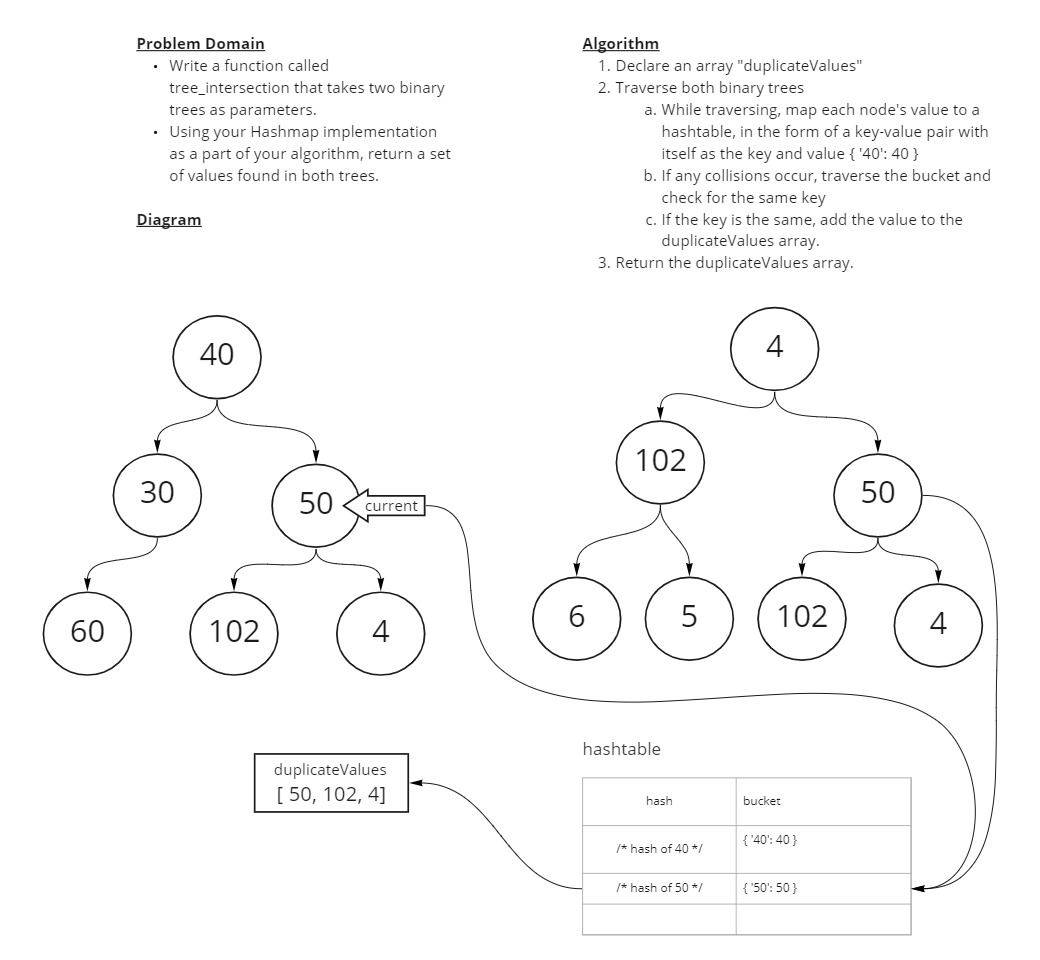 Problem Domain
• Write a function called
tree_intersection that takes two binary
trees as parameters.
• Using your Hashmap implementation
as a part of your algorithm, return a set
of values found in both trees.
Diagram
Algorithm
1. Declare an array "duplicateValues"
2. Traverse both binary trees
a. While traversing, map each node's value to a
hashtable, in the form of a key-value pair with
itself as the key and value { '40': 40 }
b. If any collisions occur, traverse the bucket and
check for the same key
c. If the key is the same, add the value to the
duplicateValues array.
3. Return the duplicateValues array.
40
30
50
current
60
102
4
4
102
50
6
5
102
4
duplicateValues
[ 50, 102, 4]
hashtable
hash bucket
/* hash of 40 */ { '40': 40 }
/* hash of 50 */ { '50': 50 }